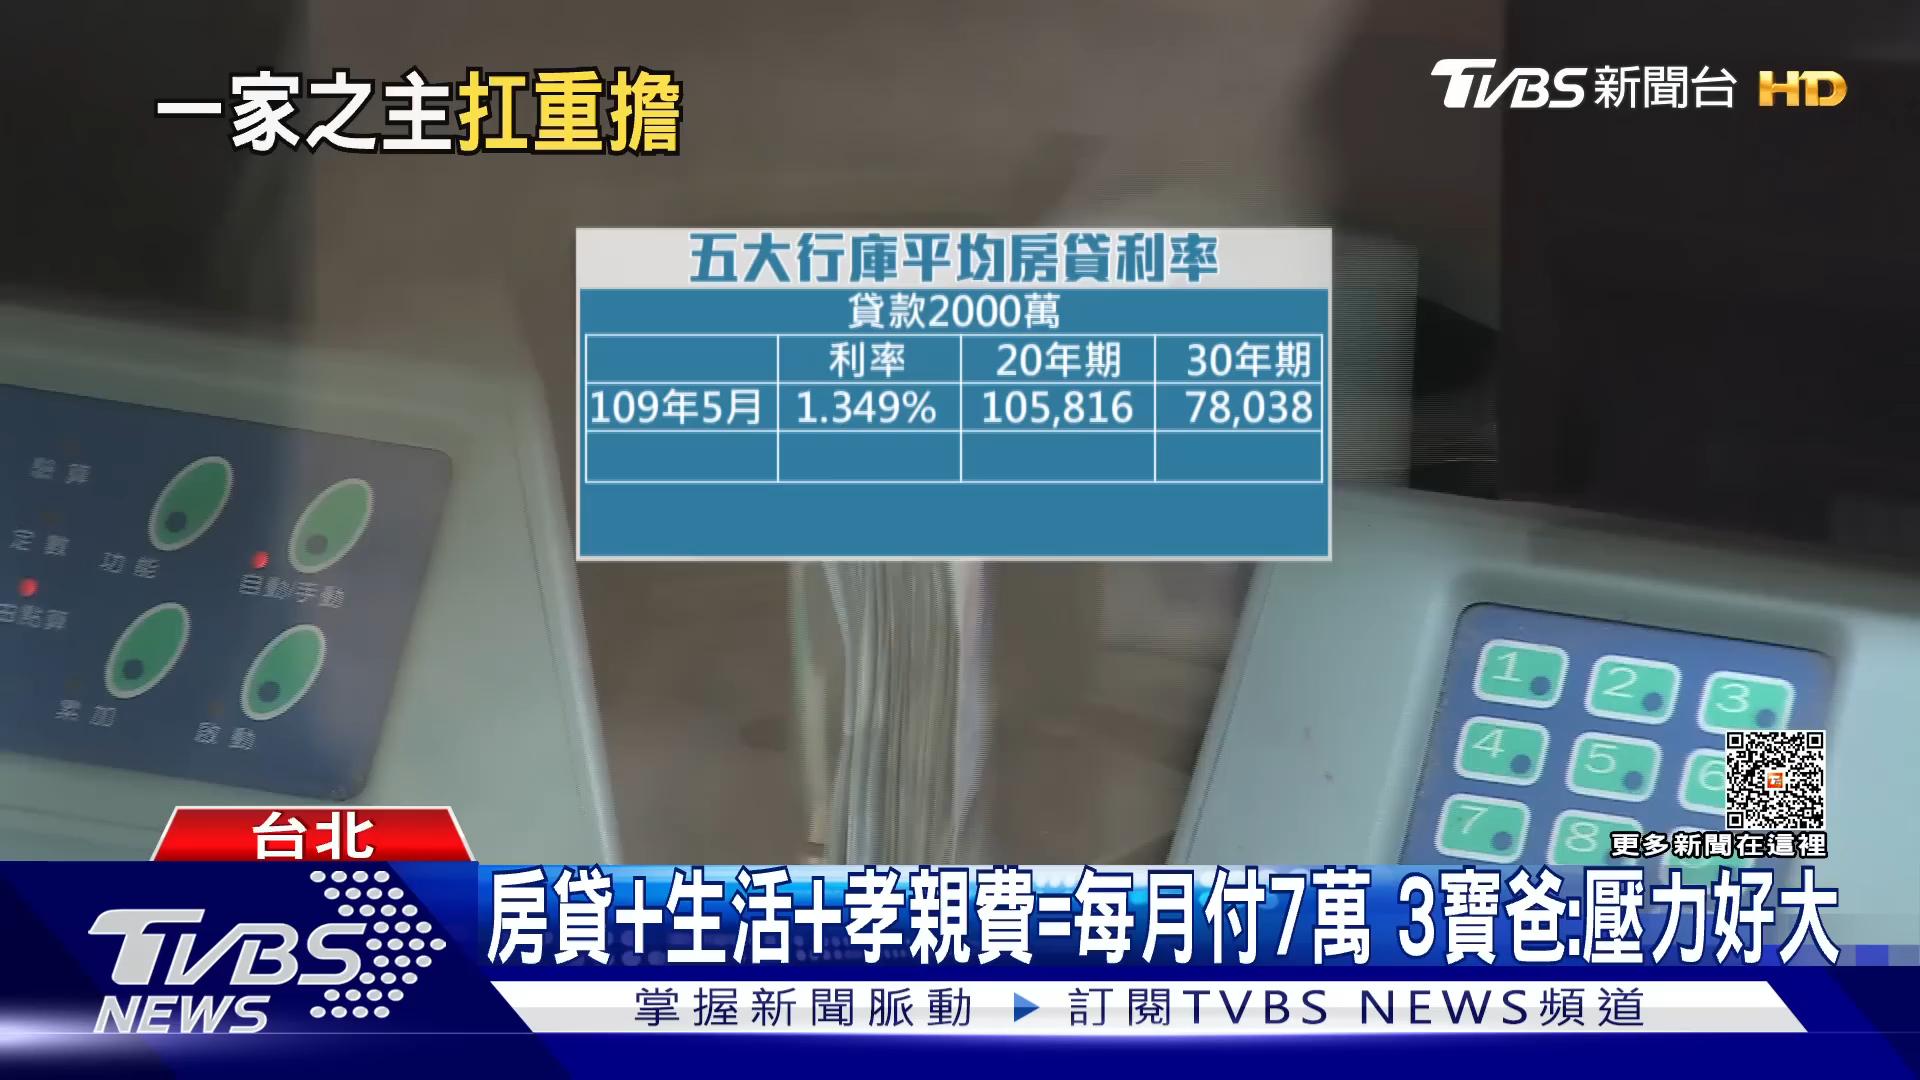 一家之主扛重擔
TVBS新聞台 HD
五大行庫平均房貸利率
貸款2000萬
利率 20年期 30年期
109年5月 1.349% 105,816 78,038
驗算
定數 功能
自動/手動
點算
累加
啟動
1 2 3
4 5 6
7 8
更多新聞在這裡
台北
房貸+生活+孝親費=每月付7萬 3寶爸:壓力好大
TVBS
NEWS
掌握新聞脈動 ▶ 訂閱TVBS NEWS頻道